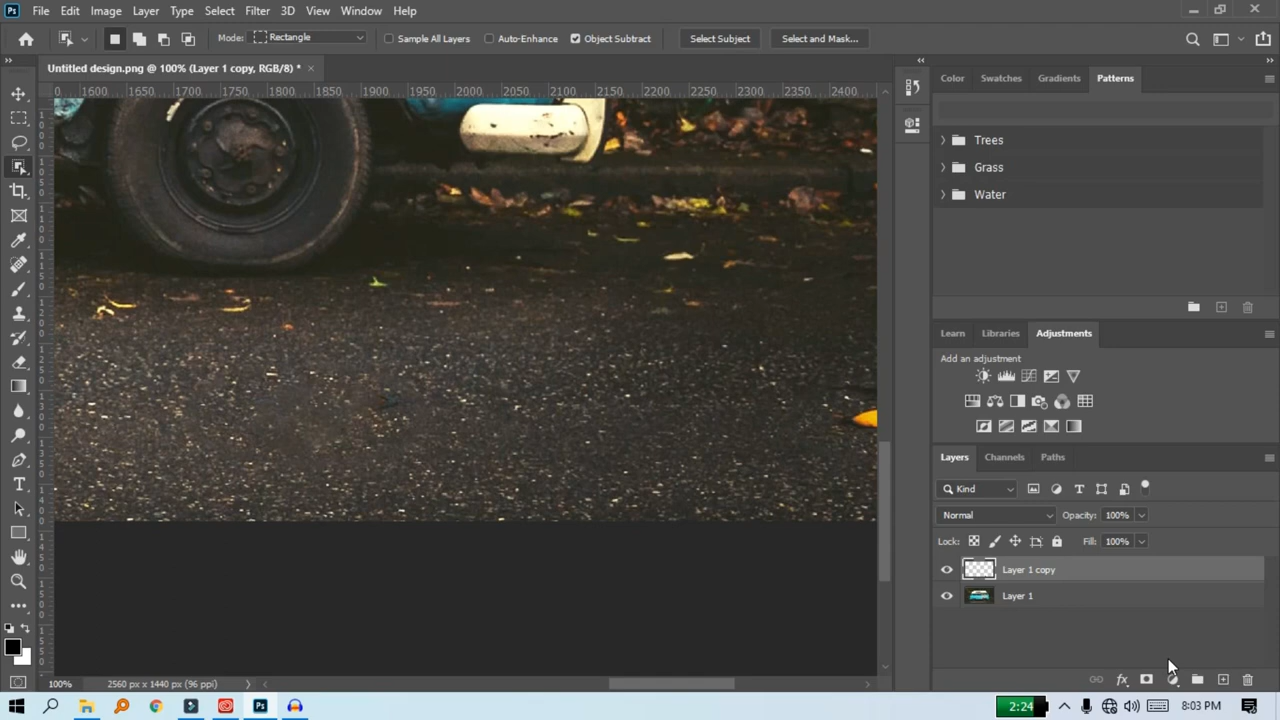 Ps File Edit Image Layer Type Select Filter 3D View Window Help
Mode: Rectangle Sample All Layers Auto-Enhance Object Subtract Select Subject Select and Mask...
Untitled design.png @ 100% (Layer 1 copy, RGB/8) * ×
0 1600 1650 1700 1750 1800 1850 1900 1950 2000 2050 2100 2150 2200 2250 2300 2350 2400
Color Swatches Gradients Patterns
Trees
Grass
Water
Learn Libraries Adjustments
Add an adjustment
Layers Channels Paths
Kind
Normal Opacity: 100%
Lock: Fill: 100%
Layer 1 copy
Layer 1
100% 2560 px x 1440 px (96 ppi)
2:24 8:03 PM